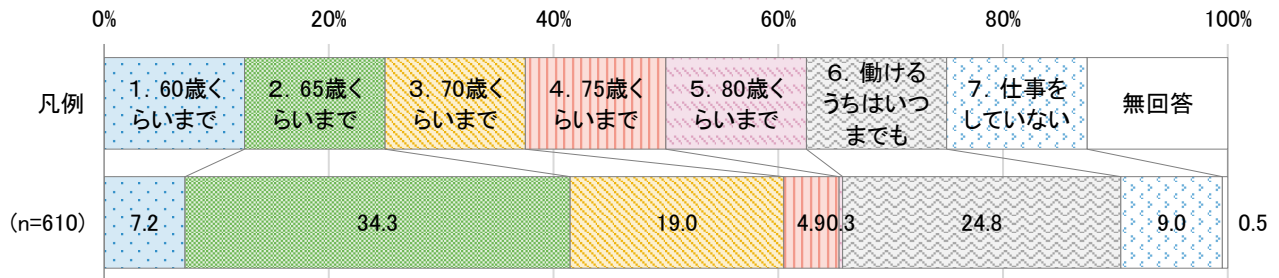 0% 20% 40% 60% 80% 100%
凡例
1．60歳く
らいまで
2．65歳く
らいまで
3．70歳く
らいまで
4．75歳く
らいまで
5．80歳く
らいまで
6．働ける
うちはいつ
までも
7．仕事を
していない
無回答
(n=610) 7.2 34.3 19.0 4.9 0.3 24.8 9.0 0.5